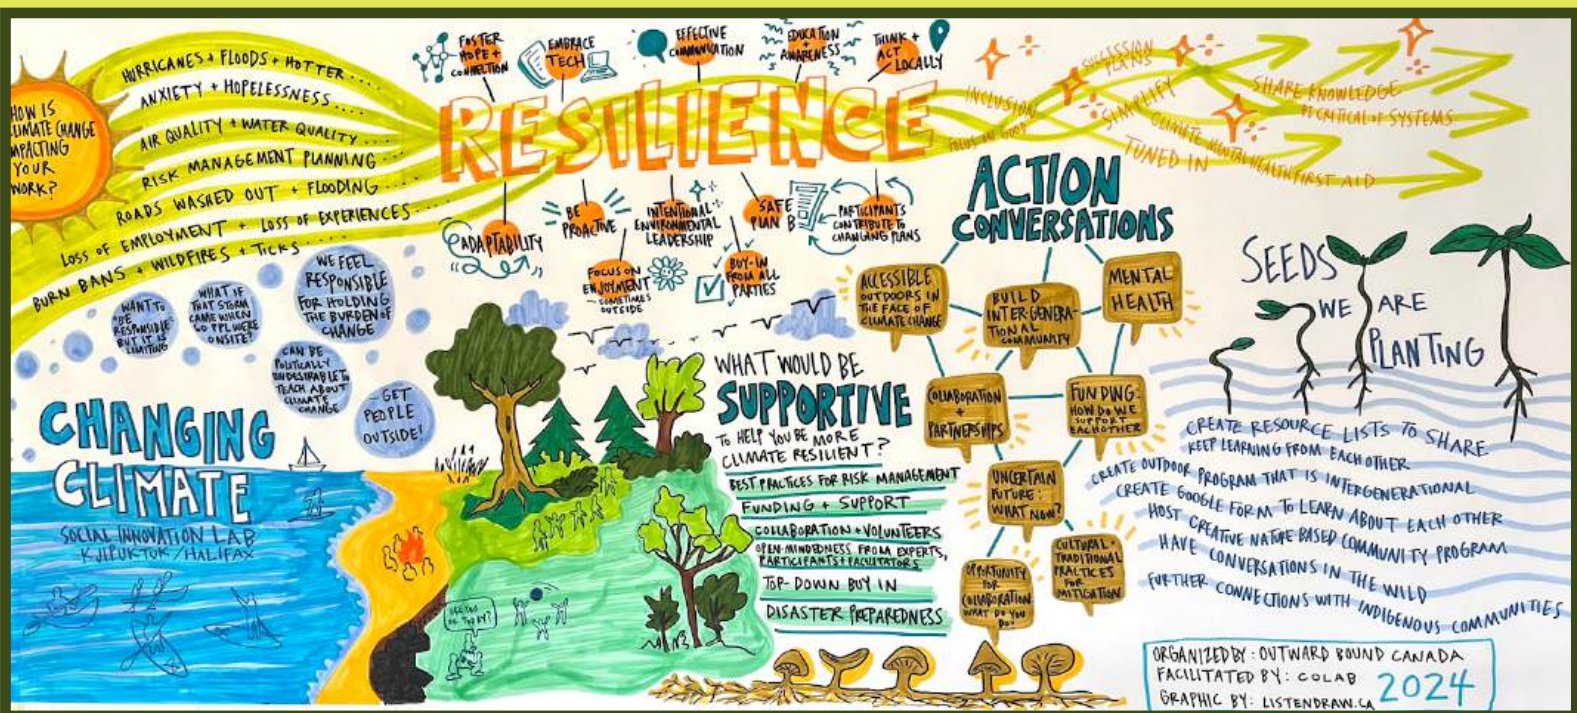 HOW IS
CLIMATE CHANGE
IMPACTING
YOUR
WORK?
HURRICANES + FLOODS + HOTTER....
ANXIETY + HOPELESSNESS.....
AIR QUALITY + WATER QUALITY....
RISK MANAGEMENT PLANNING....
ROADS WASHED OUT + FLOODING....
LOSS OF EMPLOYMENT + LOSS OF EXPERIENCES....
BURN BANS + WILDFIRES + TICKS....
FOSTER
HOPE +
CONNECTION
EMBRACE
TECH
EFFECTIVE
COMMUNICATION
EDUCATION
+
AWARENESS
THINK +
ACT
LOCALLY
RESILIENCE
ADAPTABILITY
BE
PROACTIVE
FOCUS ON
ENJOYMENT
~ SOMETIMES
OUTSIDE
INTENTIONAL
ENVIRONMENTAL
LEADERSHIP
BUY-IN
FROM ALL
PARTIES
SAFE
PLAN B
PARTICIPANTS
CONTRIBUTE TO
CHANGING PLANS
INCLUSION
FOCUS ON GOOD
SUCCESSION
PLANS
SIMPLIFY
TUNED IN
CLIMATE MENTAL HEALTH FIRST AID
SHARE KNOWLEDGE
BE CRITICAL OF SYSTEMS
WANT TO
"BE
RESPONSIBLE"
BUT IT IS
LIMITING
WHAT IF
THAT STORM
CAME WHEN
60 PPL WERE
ONSITE?
WE FEEL
RESPONSIBLE
FOR HOLDING
THE BURDEN OF
CHANGE
CAN BE
POLITICALLY
UNDESIRABLE TO
TEACH ABOUT
CLIMATE
CHANGE
~ GET
PEOPLE
OUTSIDE!
CHANGING
CLIMATE
SOCIAL INNOVATION LAB
KJIPUKTUK/HALIFAX
WHAT WOULD BE
SUPPORTIVE
TO HELP YOU BE MORE
CLIMATE RESILIENT?
BEST PRACTICES FOR RISK MANAGEMENT
FUNDING + SUPPORT
COLLABORATION + VOLUNTEERS
OPEN-MINDEDNESS FROM EXPERTS,
PARTICIPANTS + FACILITATORS
TOP-DOWN BUY IN
DISASTER PREPAREDNESS
ACTION
CONVERSATIONS
ACCESSIBLE
OUTDOORS IN
THE FACE OF
CLIMATE CHANGE
BUILD
INTER-GENERA-
TIONAL
COMMUNITY
MENTAL
HEALTH
COLLABORATION
+
PARTNERSHIPS
FUNDING:
HOW DO WE
SUPPORT
EACHOTHER
UNCERTAIN
FUTURE:
WHAT NOW?
OPPORTUNITY
FOR
COLLABORATION:
WHAT DO YOU
DO?
CULTURAL +
TRADITIONAL
PRACTICES
FOR
MITIGATION
SEEDS
WE ARE
PLANTING
CREATE RESOURCE LISTS TO SHARE
KEEP LEARNING FROM EACH OTHER
CREATE OUTDOOR PROGRAM THAT IS INTERGENERATIONAL
CREATE GOOGLE FORM TO LEARN ABOUT EACH OTHER
HOST CREATIVE NATURE BASED COMMUNITY PROGRAM
HAVE CONVERSATIONS IN THE WILD
FURTHER CONNECTIONS WITH INDIGENOUS COMMUNITIES
ORGANIZED BY: OUTWARD BOUND CANADA
FACILITATED BY: COLAB
GRAPHIC BY: LISTENDRAW.CA
2024